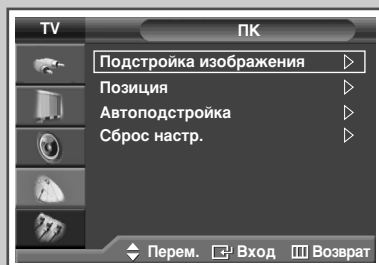 TV
ПК
Подстройка изображения
Позиция
Автоподстройка
Сброс настр.
Перем. Вход Возврат